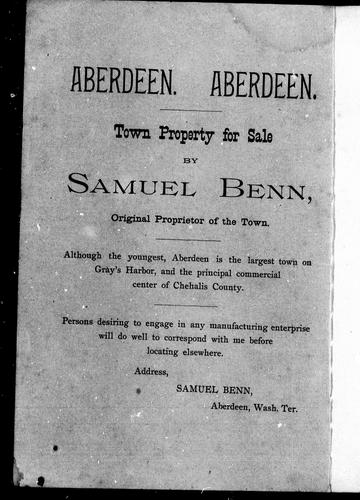 ABERDEEN. ABERDEEN.
Town Property for Sale
BY
SAMUEL BENN,
Original Proprietor of the Town.
Although the youngest, Aberdeen is the largest town on
Gray's Harbor, and the principal commercial
center of Chehalis County.
Persons desiring to engage in any manufacturing enterprise
will do well to correspond with me before
locating elsewhere.
Address,
SAMUEL BENN,
Aberdeen, Wash. Ter.